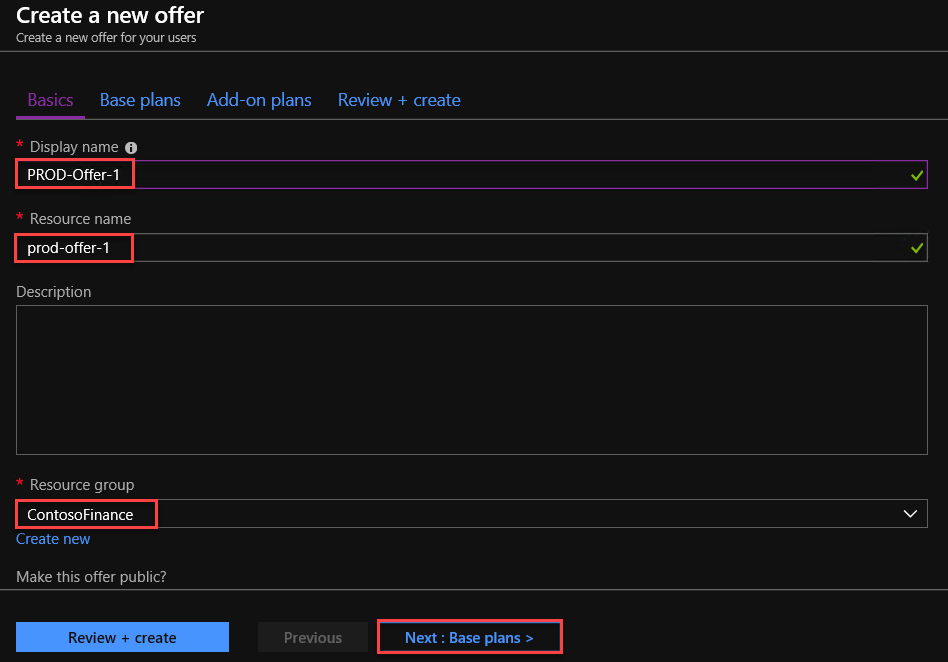 Create a new offer
Create a new offer for your users
Basics Base plans Add-on plans Review + create
* Display name i
PROD-Offer-1
* Resource name
prod-offer-1
Description
* Resource group
ContosoFinance
Create new
Make this offer public?
Review + create Previous Next : Base plans >